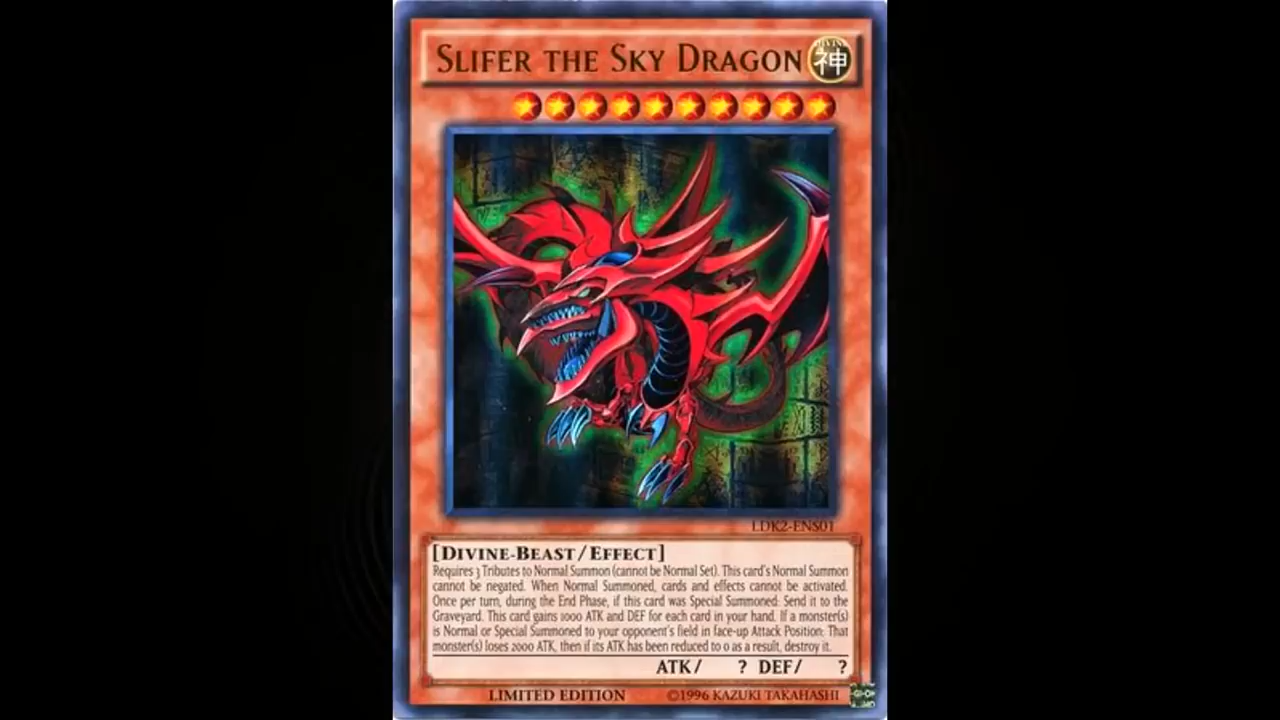 SLIFER THE SKY DRAGON
DIVINE
神
LDK2-ENS01
[DIVINE-BEAST/EFFECT]
Requires 3 Tributes to Normal Summon (cannot be Normal Set). This card's Normal Summon
cannot be negated. When Normal Summoned, cards and effects cannot be activated.
Once per turn, during the End Phase, if this card was Special Summoned: Send it to the
Graveyard. This card gains 1000 ATK and DEF for each card in your hand. If a monster(s)
is Normal or Special Summoned to your opponent's field in face-up Attack Position: That
monster(s) loses 2000 ATK, then if its ATK has been reduced to 0 as a result, destroy it.
ATK/ ? DEF/ ?
LIMITED EDITION ©1996 KAZUKI TAKAHASHI